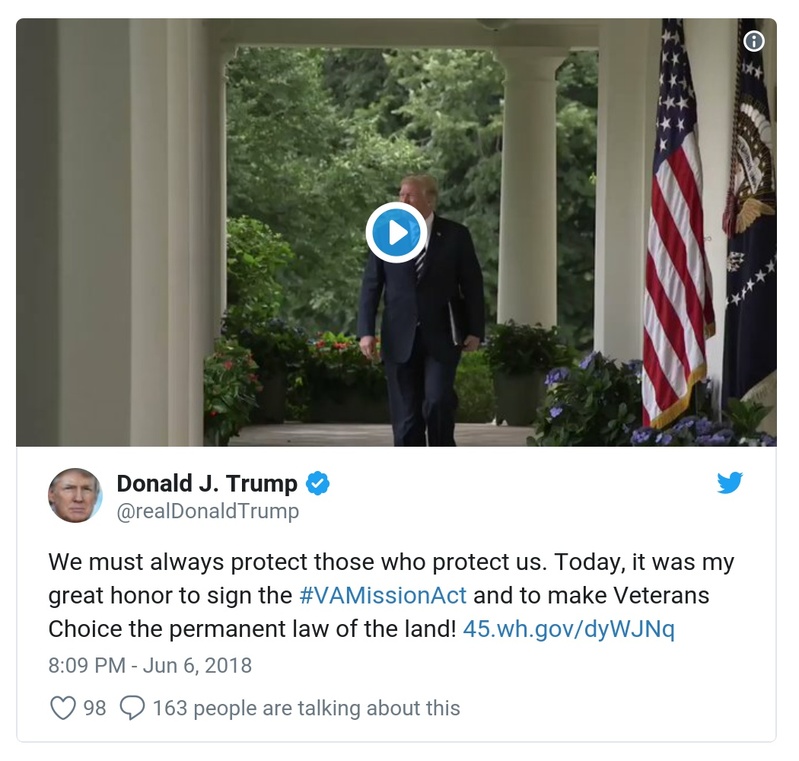 Donald J. Trump
@realDonaldTrump
We must always protect those who protect us. Today, it was my
great honor to sign the #VAMissionAct and to make Veterans
Choice the permanent law of the land! 45.wh.gov/dyWJNq
8:09 PM - Jun 6, 2018
98 163 people are talking about this